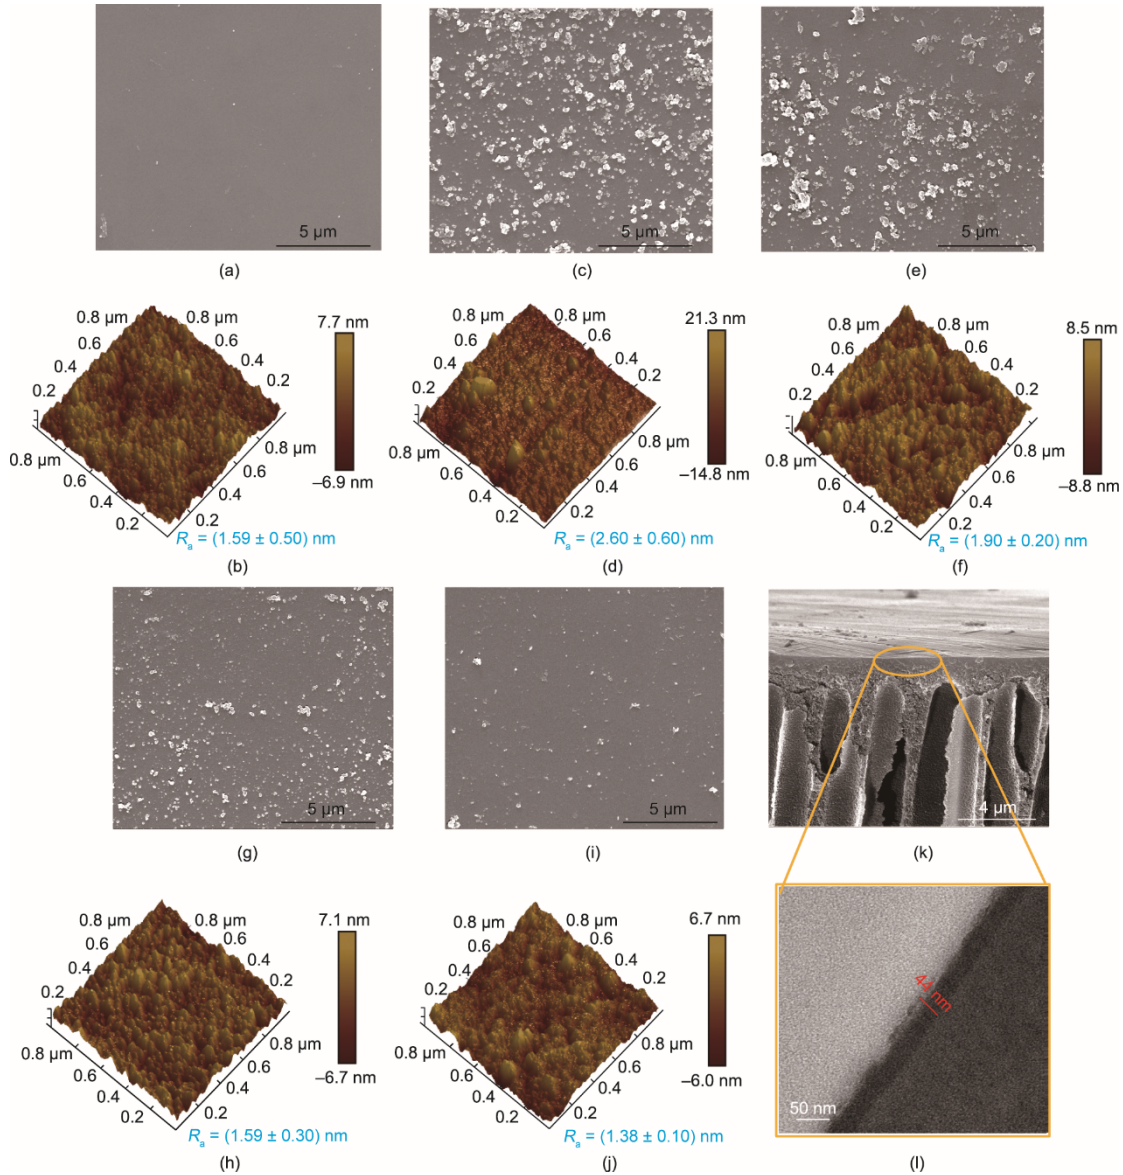 5 µm
5 µm
5 µm
(a)
(c)
(e)
0.8 µm
0.6
0.4
0.2
0.8 µm
0.6
0.4
0.2
7.7 nm
–6.9 nm
0.8 µm
0.6
0.4
0.2
0.8 µm
0.6
0.4
0.2
Ra = (1.59 ± 0.50) nm
(b)
0.8 µm
0.6
0.4
0.2
0.8 µm
0.6
0.4
0.2
21.3 nm
–14.8 nm
0.8 µm
0.6
0.4
0.2
0.8 µm
0.6
0.4
0.2
Ra = (2.60 ± 0.60) nm
(d)
0.8 µm
0.6
0.4
0.2
0.8 µm
0.6
0.4
0.2
8.5 nm
–8.8 nm
0.8 µm
0.6
0.4
0.2
0.8 µm
0.6
0.4
0.2
Ra = (1.90 ± 0.20) nm
(f)
5 µm
5 µm
4 µm
(g)
(i)
(k)
0.8 µm
0.6
0.4
0.2
0.8 µm
0.6
0.4
0.2
7.1 nm
–6.7 nm
0.8 µm
0.6
0.4
0.2
0.8 µm
0.6
0.4
0.2
Ra = (1.59 ± 0.30) nm
(h)
0.8 µm
0.6
0.4
0.2
0.8 µm
0.6
0.4
0.2
6.7 nm
–6.0 nm
0.8 µm
0.6
0.4
0.2
0.8 µm
0.6
0.4
0.2
Ra = (1.38 ± 0.10) nm
(j)
44 nm
50 nm
(l)